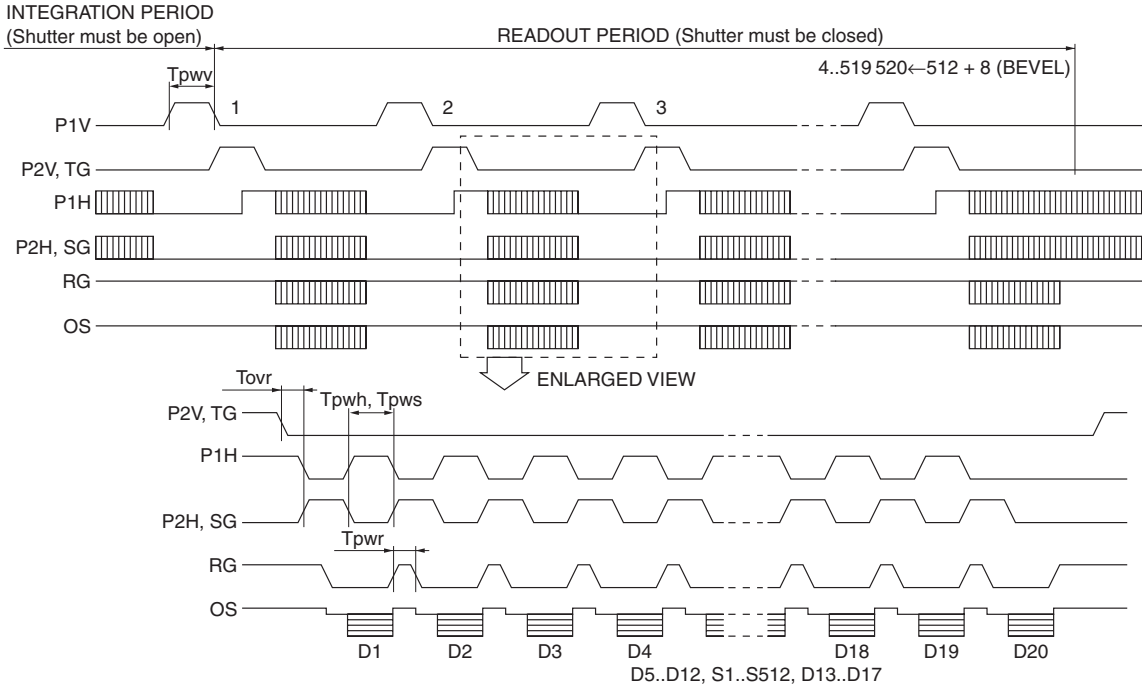 INTEGRATION PERIOD
(Shutter must be open)
READOUT PERIOD (Shutter must be closed)
4..519 520←512 + 8 (BEVEL)
Tpwv
1
2
3
P1V
P2V, TG
P1H
P2H, SG
RG
OS
ENLARGED VIEW
Tovr
Tpwh, Tpws
P2V, TG
P1H
P2H, SG
Tpwr
RG
OS
D1 D2 D3 D4 D18 D19 D20
D5..D12, S1..S512, D13..D17